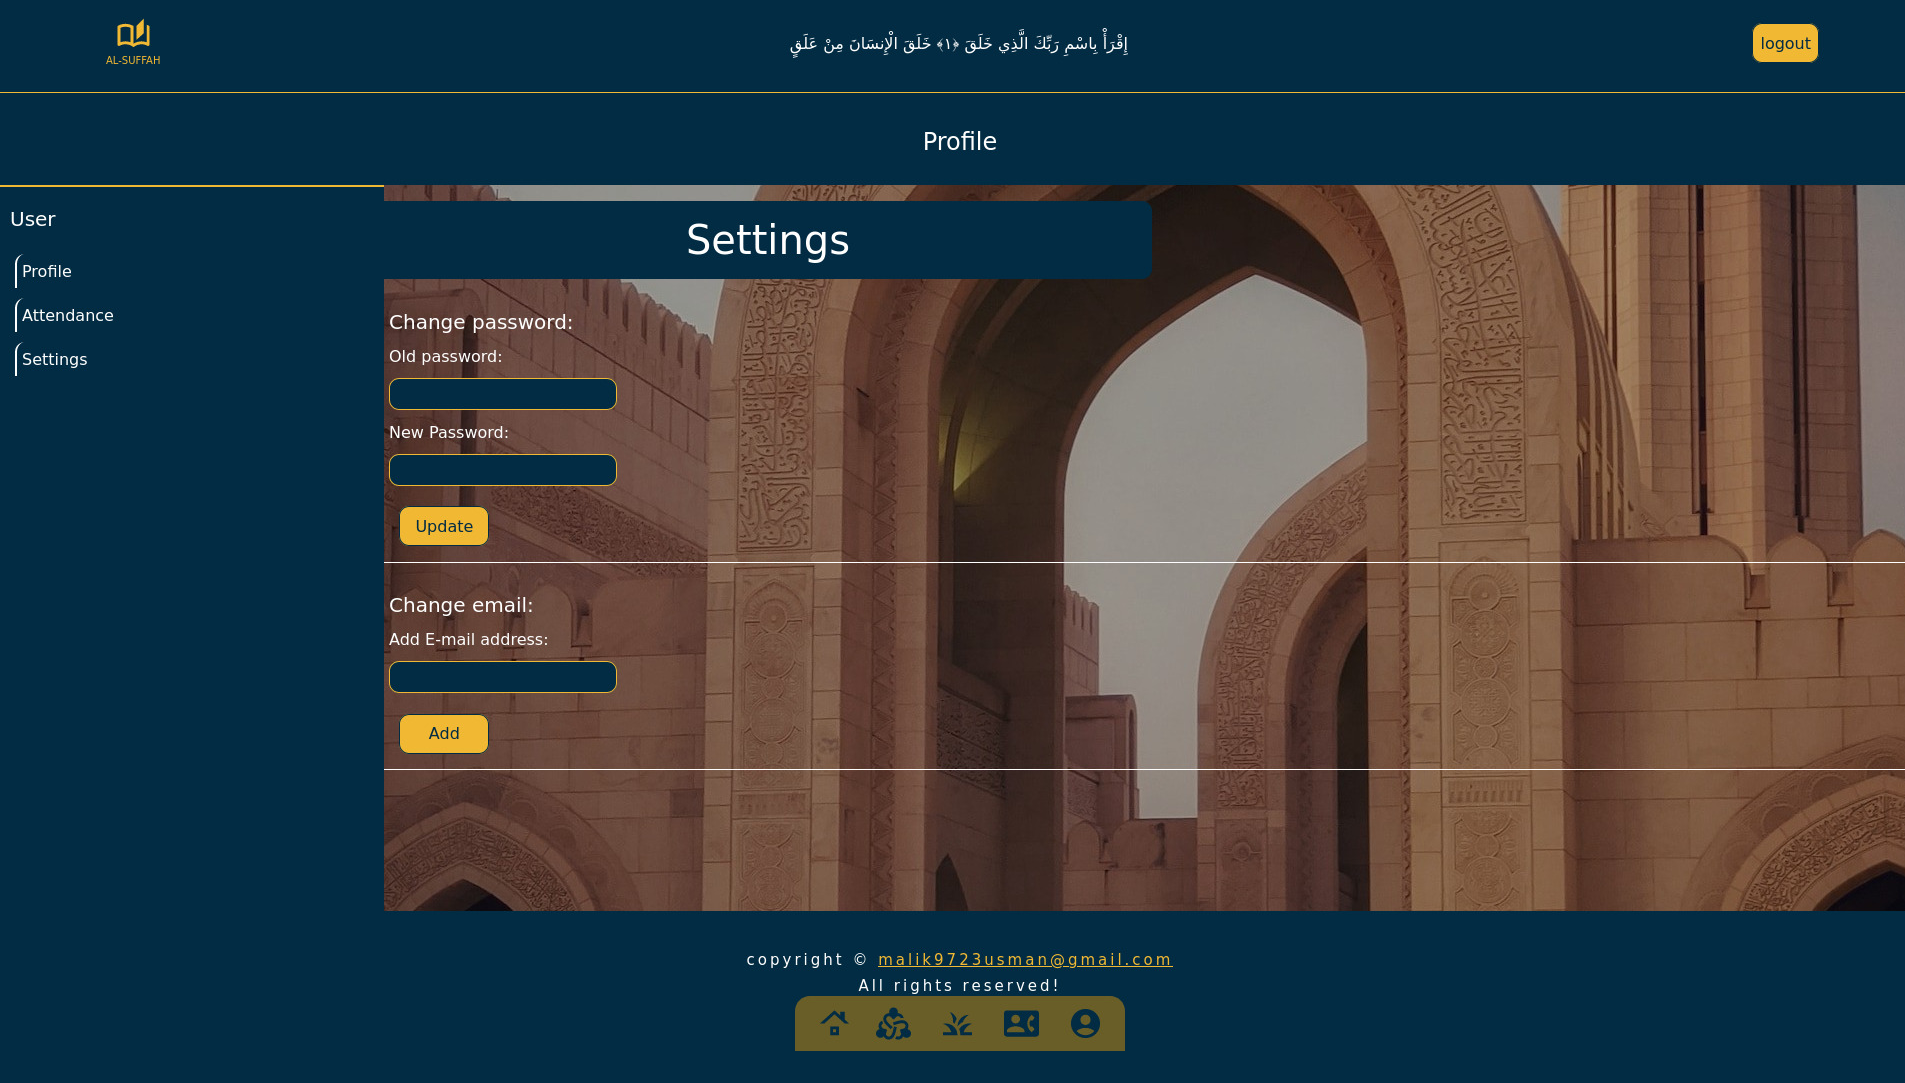 AL-SUFFAH
إِقْرَأْ بِاسْمِ رَبِّكَ الَّذِي خَلَقَ ﴿١﴾ خَلَقَ الْإِنسَانَ مِنْ عَلَقٍ
logout
Profile
User
Profile
Attendance
Settings
Settings
Change password:
Old password:
New Password:
Update
Change email:
Add E-mail address:
Add
copyright © malik9723usman@gmail.com
All rights reserved!